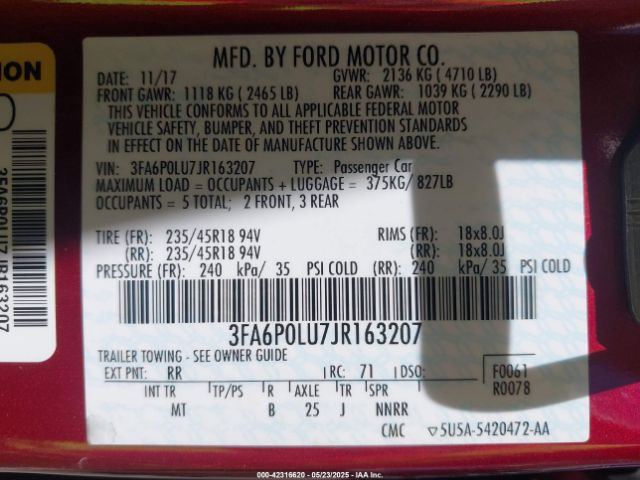 MFD. BY FORD MOTOR CO.
DATE: 11/17 GVWR: 2136 KG ( 4710 LB)
FRONT GAWR: 1118 KG ( 2465 LB) REAR GAWR: 1039 KG ( 2290 LB)
THIS VEHICLE CONFORMS TO ALL APPLICABLE FEDERAL MOTOR
VEHICLE SAFETY, BUMPER, AND THEFT PREVENTION STANDARDS
IN EFFECT ON THE DATE OF MANUFACTURE SHOWN ABOVE.
VIN: 3FA6P0LU7JR163207 TYPE: Passenger Car
MAXIMUM LOAD = OCCUPANTS + LUGGAGE = 375KG/ 827LB
OCCUPANTS = 5 TOTAL; 2 FRONT, 3 REAR
TIRE (FR): 235/45R18 94V RIMS (FR): 18x8.0J
(RR): 235/45R18 94V (RR): 18x8.0J
PRESSURE (FR): 240 kPa/ 35 PSI COLD (RR): 240 kPa/ 35 PSI COLD
3FA6P0LU7JR163207
TRAILER TOWING - SEE OWNER GUIDE
EXT PNT: RR RC: 71 DSO: F0061
R0078
INT TR TP/PS R AXLE TR SPR
MT B 25 J NNRR
CMC ▽5U5A-5420472-AA
ION
3FA6P0LU7JR163207
000-42316620 - 05/23/2025 - IAAI.com